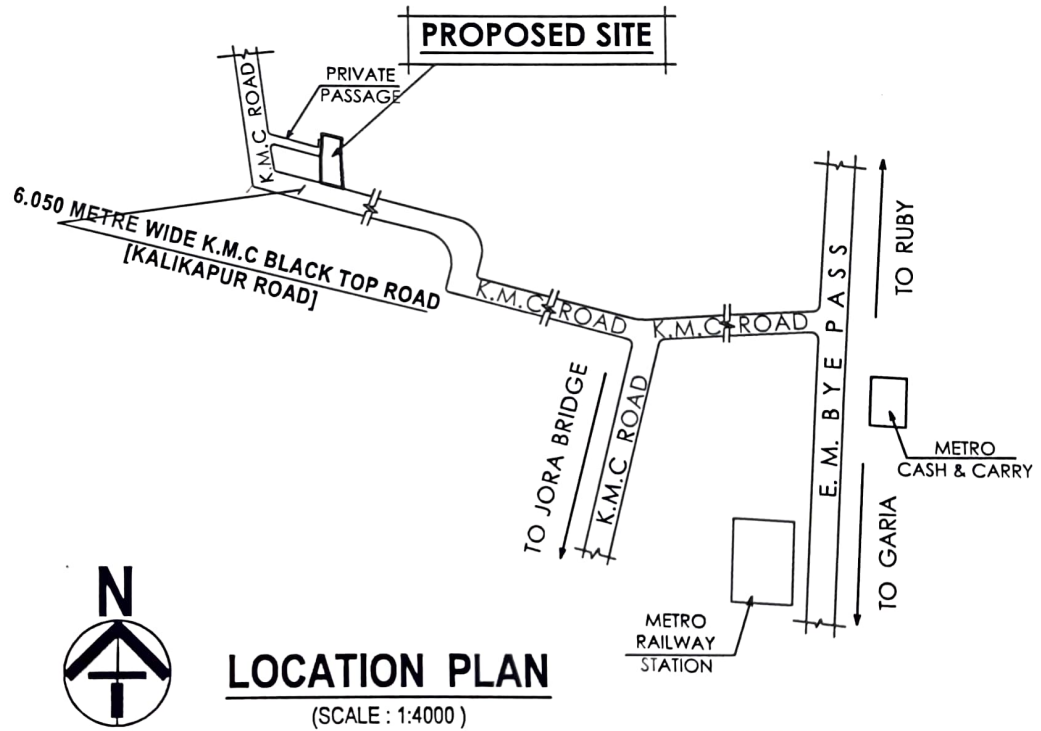 PROPOSED SITE
PRIVATE
PASSAGE
K.M.C ROAD
K.M.C
6.050 METRE WIDE K.M.C BLACK TOP ROAD
[KALIKAPUR ROAD]
K.M.C ROAD
K.M.C ROAD
K.M.C ROAD
TO JORA BRIDGE
E. M. BYE PASS
TO RUBY
METRO
CASH & CARRY
TO GARIA
METRO
RAILWAY
STATION
N
LOCATION PLAN
(SCALE : 1:4000 )